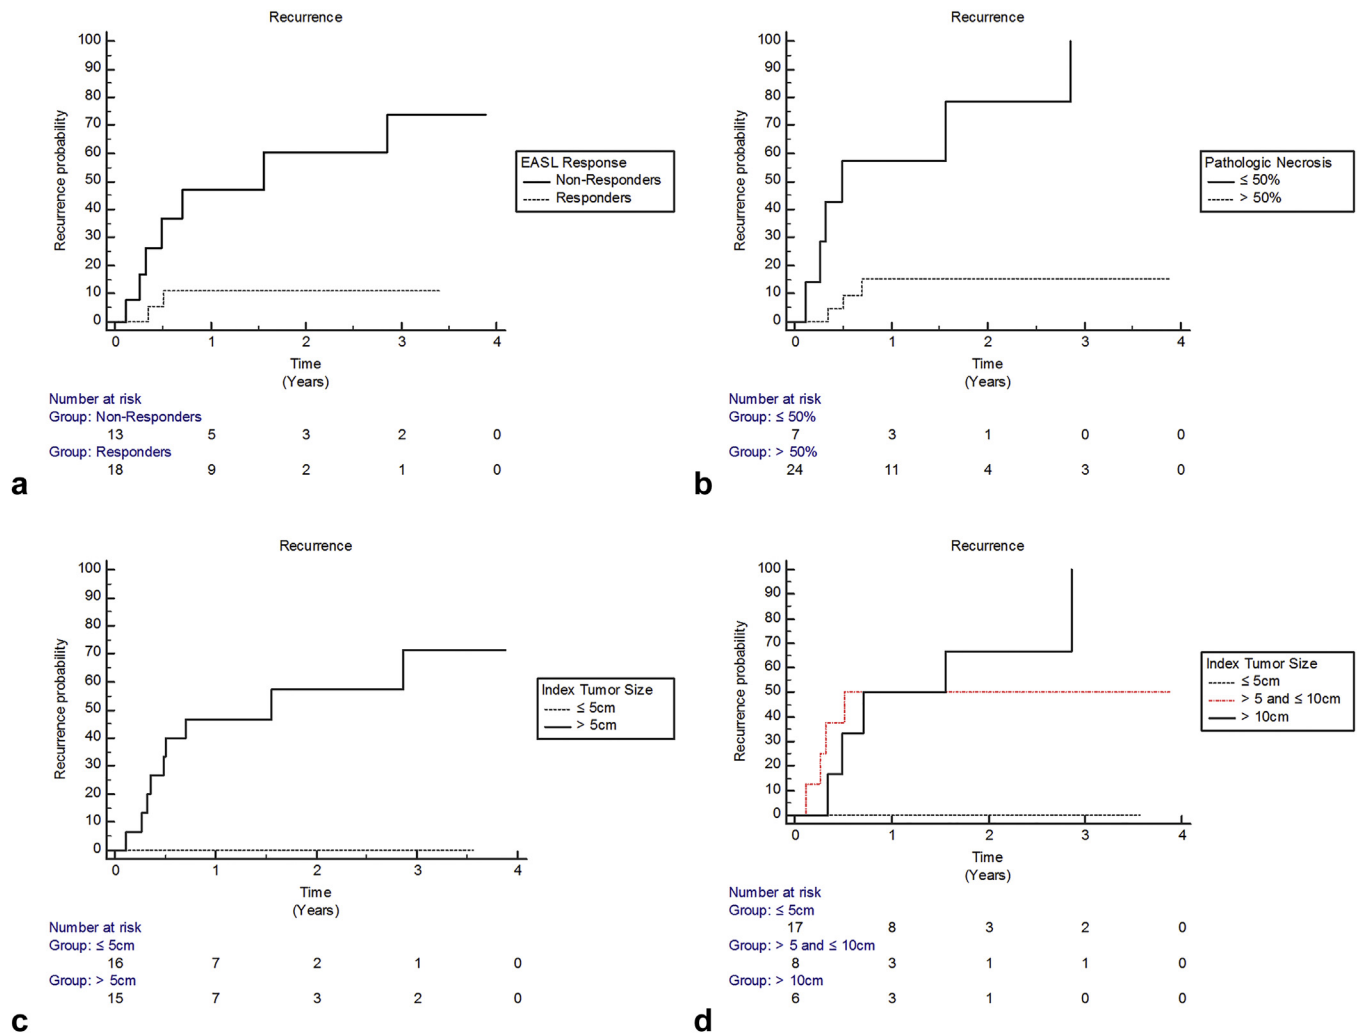 Recurrence
100
90
80
70
60
50
40
30
20
10
0
Recurrence probability
0 1 2 3 4
Time
(Years)
EASL Response
Non-Responders
Responders
Number at risk
Group: Non-Responders
13 5 3 2 0
Group: Responders
18 9 2 1 0
a
Recurrence
100
90
80
70
60
50
40
30
20
10
0
Recurrence probability
0 1 2 3 4
Time
(Years)
Pathologic Necrosis
≤ 50%
> 50%
Number at risk
Group: ≤ 50%
7 3 1 0 0
Group: > 50%
24 11 4 3 0
b
Recurrence
100
90
80
70
60
50
40
30
20
10
0
Recurrence probability
0 1 2 3 4
Time
(Years)
Index Tumor Size
≤ 5cm
> 5cm
Number at risk
Group: ≤ 5cm
16 7 2 1 0
Group: > 5cm
15 7 3 2 0
c
Recurrence
100
90
80
70
60
50
40
30
20
10
0
Recurrence probability
0 1 2 3 4
Time
(Years)
Index Tumor Size
≤ 5cm
> 5 and ≤ 10cm
> 10cm
Number at risk
Group: ≤ 5cm
17 8 3 2 0
Group: > 5 and ≤ 10cm
8 3 1 1 0
Group: > 10cm
6 3 1 0 0
d